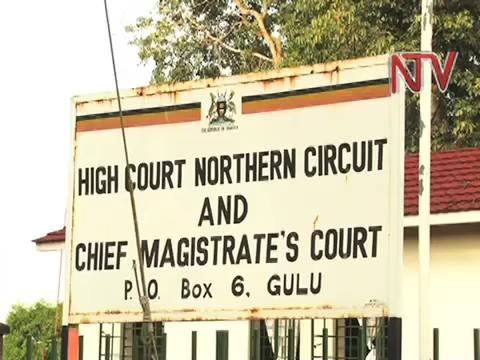 NTV
THE REPUBLIC OF UGANDA
HIGH COURT NORTHERN CIRCUIT
AND
CHIEF MAGISTRATE'S COURT
P.O. Box 6, GULU